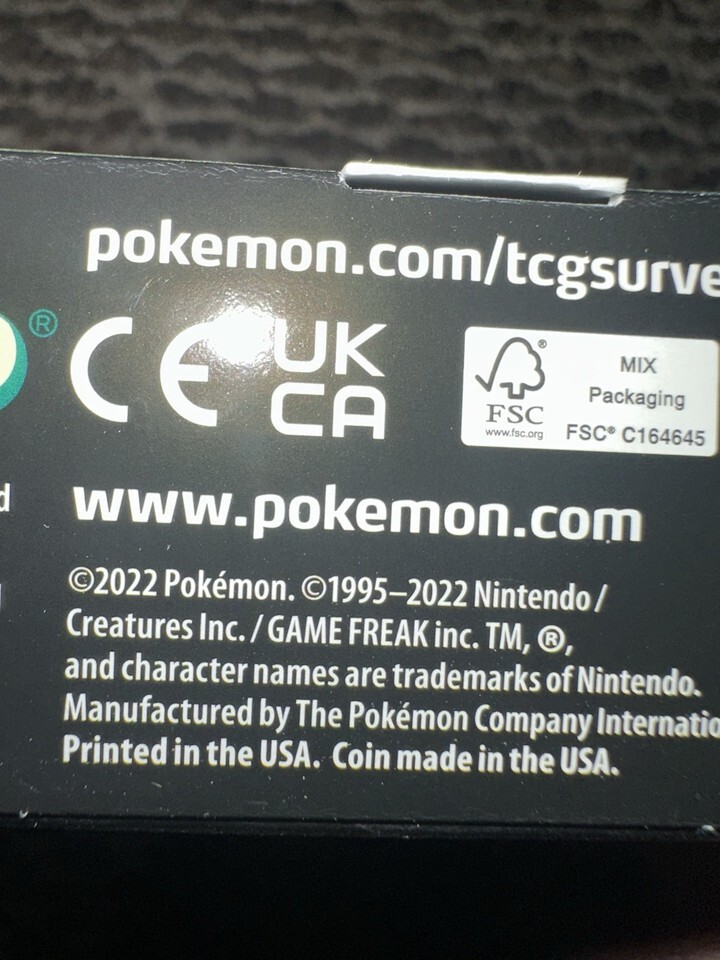 pokemon.com/tcgsurve
® CE UK
CA
MIX
Packaging
FSC®
www.fsc.org
FSC® C164645
d
www.pokemon.com
©2022 Pokémon. ©1995–2022 Nintendo/
Creatures Inc. / GAME FREAK inc. TM, ®,
and character names are trademarks of Nintendo.
Manufactured by The Pokémon Company Internatio
Printed in the USA. Coin made in the USA.